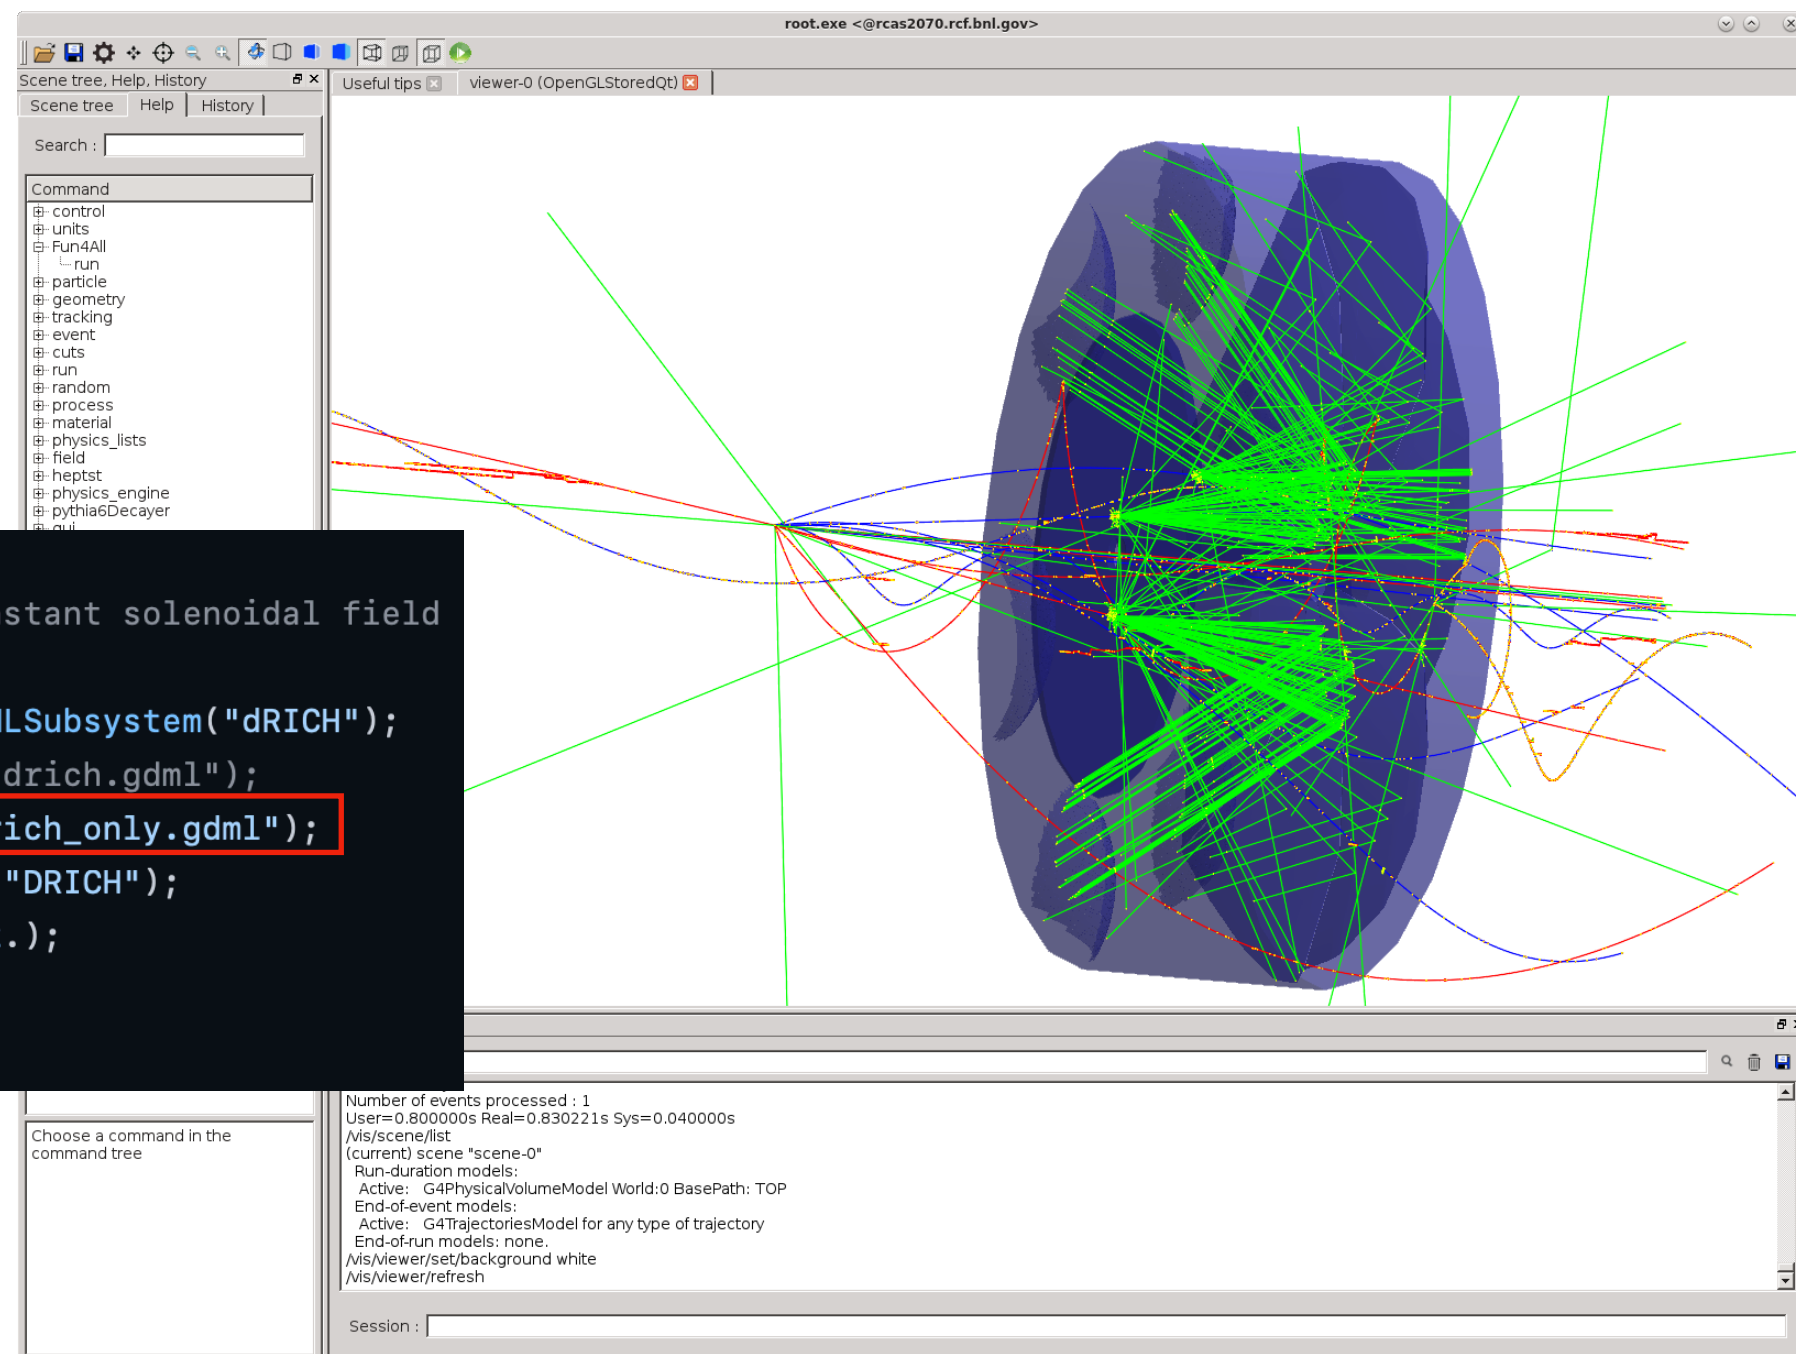 root.exe <@rcas2070.rcf.bnl.gov>
Scene tree, Help, History
Scene tree Help History
Search :
Command
control
units
Fun4All
run
particle
geometry
tracking
event
cuts
run
random
process
material
physics_lists
field
heptst
physics_engine
pythia6Decayer
Useful tips viewer-0 (OpenGLStoredQt)
solenoidal field
("dRICH");
.gdml");
_only.gdml");
"DRICH");
.);
Choose a command in the
command tree
Number of events processed : 1
User=0.800000s Real=0.830221s Sys=0.040000s
/vis/scene/list
(current) scene "scene-0"
Run-duration models:
Active: G4PhysicalVolumeModel World:0 BasePath: TOP
End-of-event models:
Active: G4TrajectoriesModel for any type of trajectory
End-of-run models: none.
/vis/viewer/set/background white
/vis/viewer/refresh
Session :